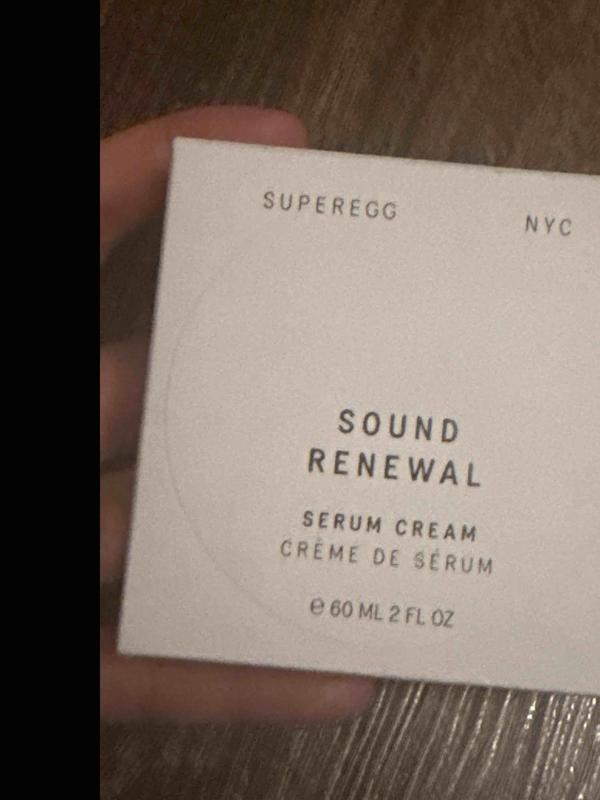 SUPEREGG NYC
SOUND
RENEWAL
SERUM CREAM
CRÈME DE SÉRUM
℮ 60 ML 2 FL OZ